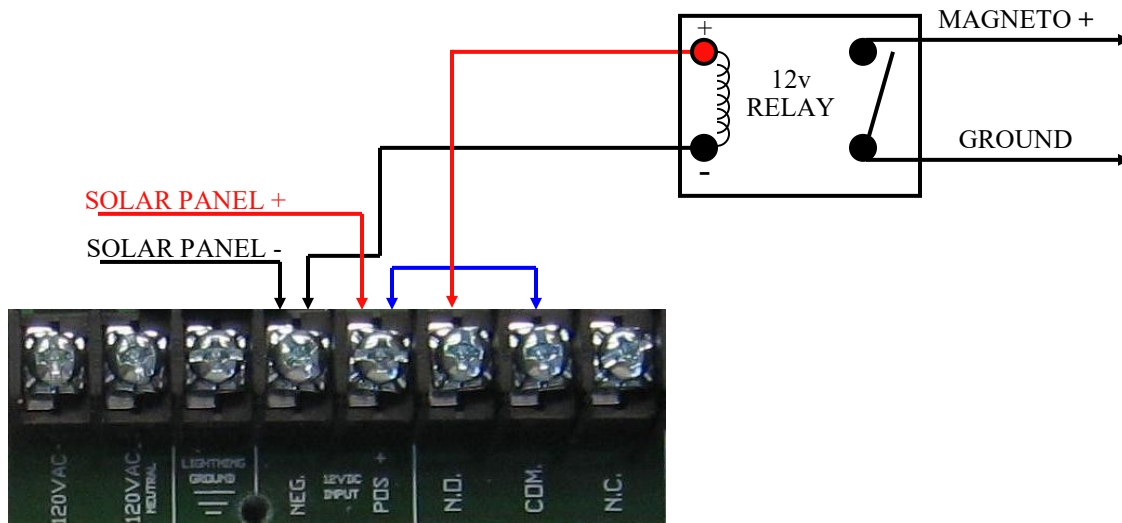 MAGNETO +
+
12v
RELAY
GROUND
-
SOLAR PANEL +
SOLAR PANEL -
120VAC
120VAC
NEUTRAL
LIGHTNING
GROUND
NEG.
12VDC
INPUT
POS +
N.O.
COM.
N.C.